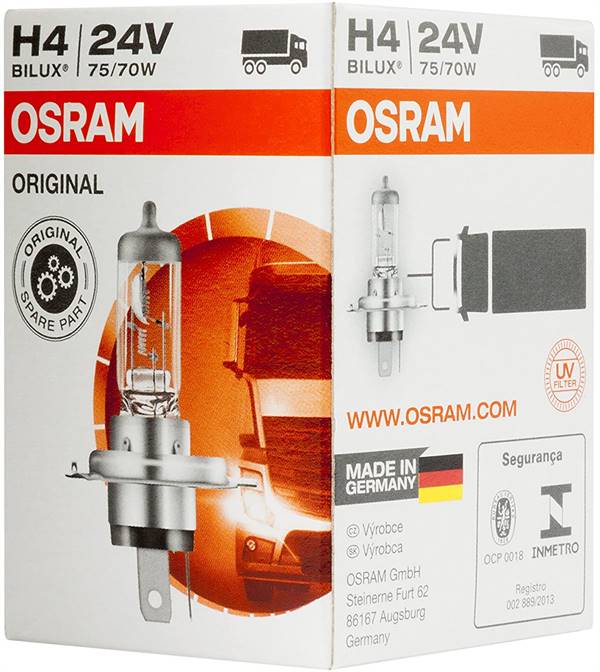 H4 24V
BILUX® 75/70W
OSRAM
ORIGINAL
ORIGINAL
SPARE PART
H4 24V
BILUX® 75/70W
OSRAM
UV
FILTER
WWW.OSRAM.COM
MADE IN
GERMANY
CZ Výrobce
SK Výrobca
OSRAM GmbH
Steinerne Furt 62
86167 Augsburg
Germany
Segurança
OCP 0018
INMETRO
Registro
002 889/2013